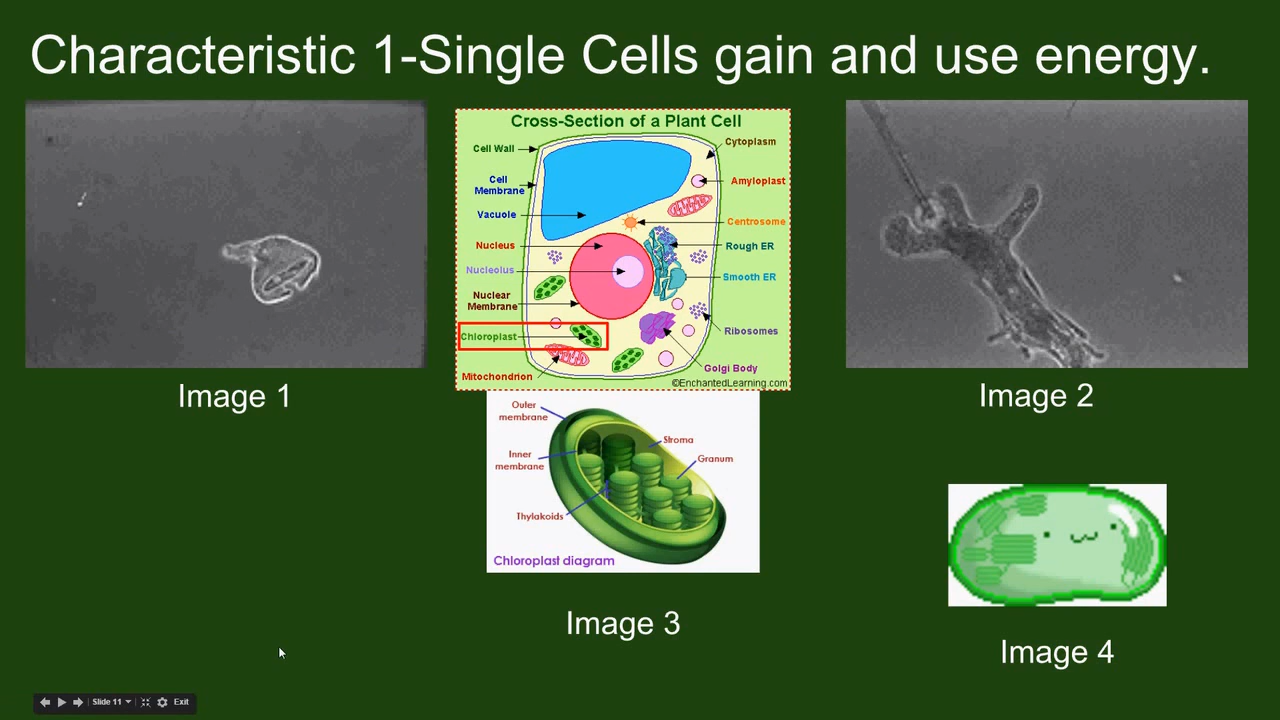 Characteristic 1-Single Cells gain and use energy.
Image 1
Cross-Section of a Plant Cell
Cell Wall
Cell
Membrane
Vacuole
Nucleus
Nucleolus
Nuclear
Membrane
Chloroplast
Mitochondrion
Cytoplasm
Amyloplast
Centrosome
Rough ER
Smooth ER
Ribosomes
Golgi Body
©EnchantedLearning.com
Image 2
Outer
membrane
Inner
membrane
Thylakoids
Stroma
Granum
Chloroplast diagram
Image 3
Image 4
Slide 11
Exit